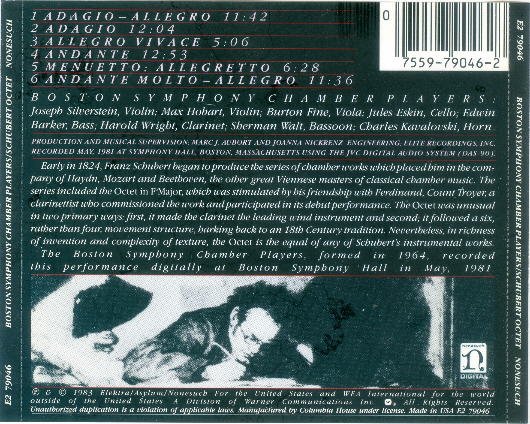 1 ADAGIO–ALLEGRO 11:42
2 ADAGIO 12:04
3 ALLEGRO VIVACE 5:06
4 ANDANTE 12:53
5 MENUETTO: ALLEGRETTO 6:28
6 ANDANTE MOLTO–ALLEGRO 11:36
0
7559-79046-2
BOSTON SYMPHONY CHAMBER PLAYERS:
Joseph Silverstein, Violin; Max Hobart, Violin; Burton Fine, Viola; Jules Eskin, Cello; Edwin
Barker, Bass; Harold Wright, Clarinet; Sherman Walt, Bassoon; Charles Kavalowski, Horn.
PRODUCTION AND MUSICAL SUPERVISION, MARC J. AUBORT AND JOANNA NICKRENZ. ENGINEERING, ELITE RECORDINGS, INC.
RECORDED MAY, 1981 AT SYMPHONY HALL, BOSTON, MASSACHUSETTS USING THE JVC DIGITAL AUDIO SYSTEM (DAS 90).
Early in 1824, Franz Schubert began to produce the series of chamber works which placed him in the com-
pany of Haydn, Mozart and Beethoven, the other great Viennese masters of classical chamber music. The
series included the Octet in F Major, which was stimulated by his friendship with Ferdinand, Count Troyer, a
clarinettist who commissioned the work and participated in its debut performance. The Octet was unusual
in two primary ways: first, it made the clarinet the leading wind instrument and second, it followed a six,
rather than four, movement structure, harking back to an 18th Century tradition. Nevertheless, in richness
of invention and complexity of texture, the Octet is the equal of any of Schubert's instrumental works.
The Boston Symphony Chamber Players, formed in 1964, recorded
this performance digitally at Boston Symphony Hall in May, 1981
nonesuch
n.
DIGITAL
℗ & © 1983 Elektra/Asylum/Nonesuch For the United States and WEA International for the world
outside of the United States. A Division of Warner Communications Inc. All Rights Reserved.
Unauthorized duplication is a violation of applicable laws. Manufactured by Columbia House under license. Made in USA E2 79046
E2 79046 BOSTON SYMPHONY CHAMBER PLAYERS/SCHUBERT OCTET NONESUCH
E2 79046 BOSTON SYMPHONY CHAMBER PLAYERS/SCHUBERT OCTET NONESUCH